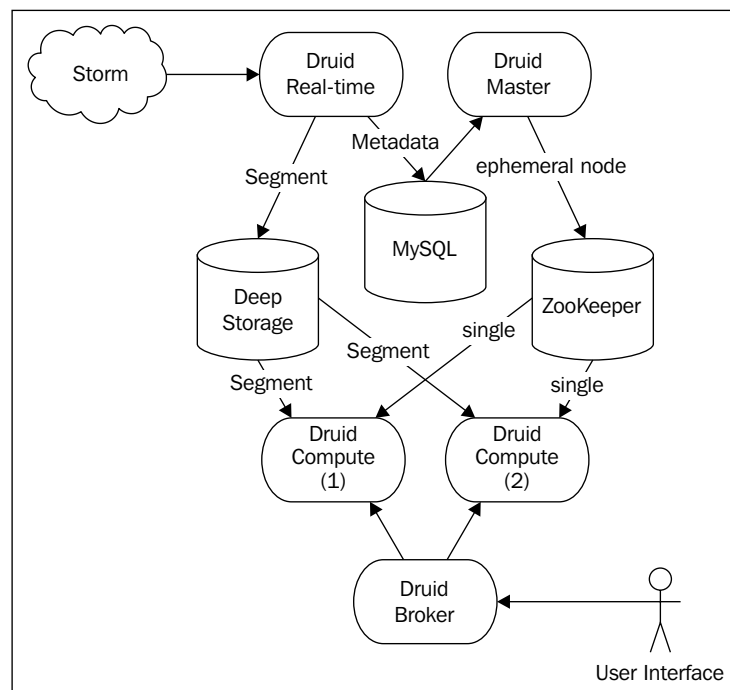 Storm
Druid
Real-time
Druid
Master
Metadata
ephemeral node
Segment
MySQL
Deep
Storage
ZooKeeper
single
Segment
Segment
single
Druid
Compute
(1)
Druid
Compute
(2)
Druid
Broker
User Interface